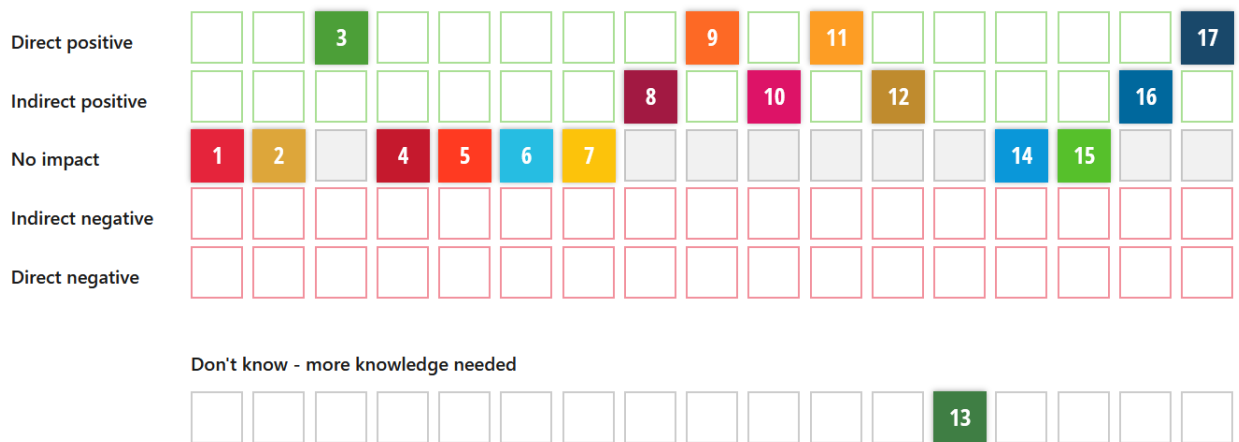 Direct positive 3 9 11 17
Indirect positive 8 10 12 16
No impact 1 2 4 5 6 7 14 15
Indirect negative
Direct negative
Don't know - more knowledge needed
13